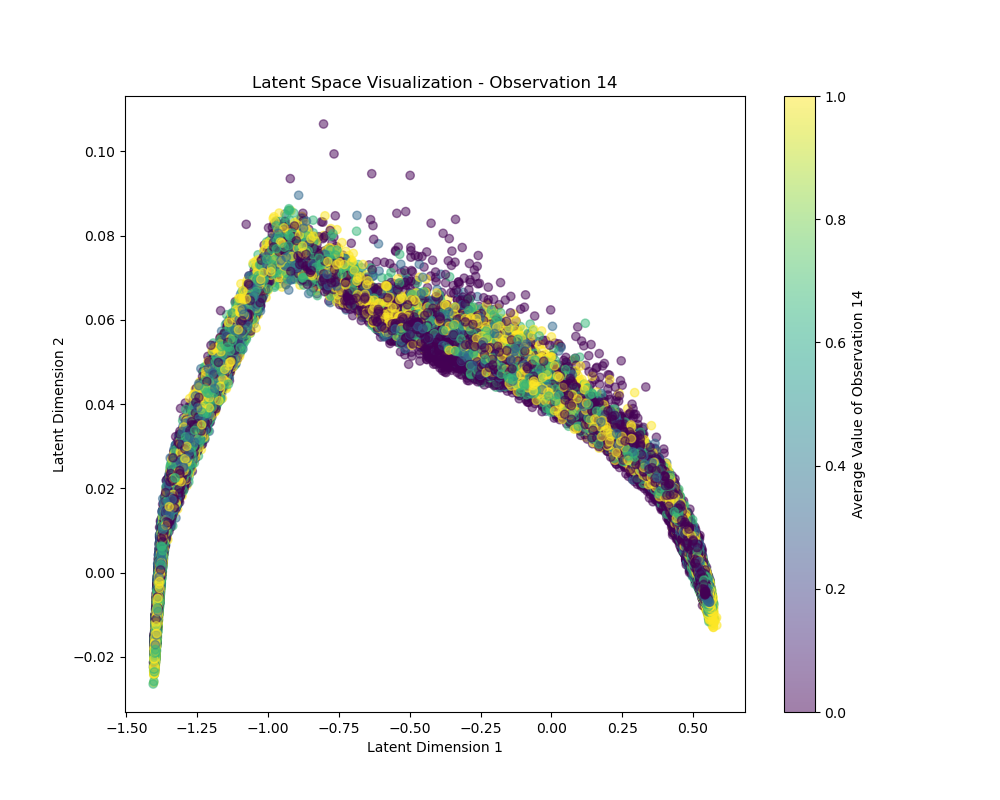 Latent Space Visualization - Observation 14
Latent Dimension 2
0.10
0.08
0.06
0.04
0.02
0.00
−0.02
−1.50 −1.25 −1.00 −0.75 −0.50 −0.25 0.00 0.25 0.50
Latent Dimension 1
1.0
0.8
0.6
0.4
0.2
0.0
Average Value of Observation 14